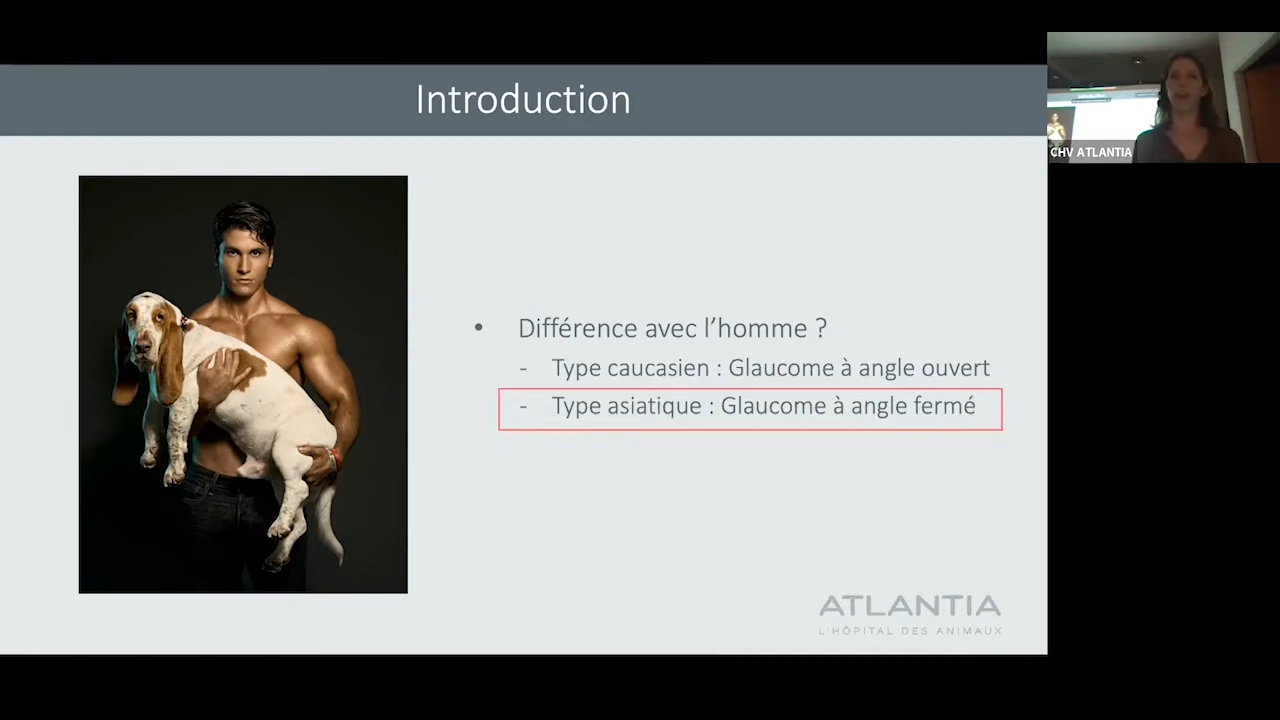 Introduction
CHV ATLANTIA
• Différence avec l’homme ?
- Type caucasien : Glaucome à angle ouvert
- Type asiatique : Glaucome à angle fermé
ATLANTIA
L'HÔPITAL DES ANIMAUX